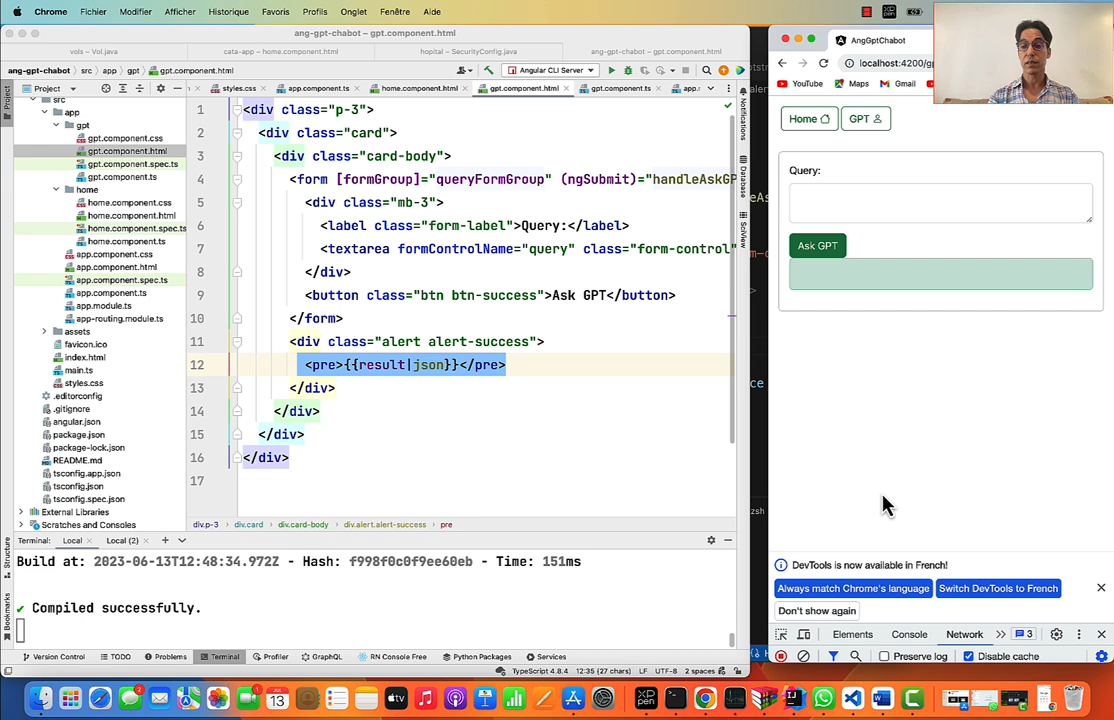 Chrome Fichier Modifier Afficher Historique Favoris Profils Onglet Fenêtre Aide
ang-gpt-chabot – gpt.component.html
vols – Vol.java
cata-app – home.component.html
hopital – SecurityConfig.java
ang-gpt-chabot – gpt.component.html
ang-gpt-chabot src app gpt gpt.component.html
Angular CLI Server
Project
styles.css
app.component.html
home.component.html
gpt.component.html
gpt.component.ts
app.
src
app
gpt
gpt.component.css
gpt.component.html
gpt.component.spec.ts
gpt.component.ts
home
home.component.css
home.component.html
home.component.spec.ts
home.component.ts
app.component.css
app.component.html
app.component.spec.ts
app.component.ts
app.module.ts
app-routing.module.ts
assets
favicon.ico
index.html
main.ts
styles.css
.editorconfig
.gitignore
angular.json
package.json
package-lock.json
README.md
tsconfig.app.json
tsconfig.json
tsconfig.spec.json
External Libraries
Scratches and Consoles
Project
Structure
Bookmarks
1 <div class="p-3">
2 <div class="card">
3 <div class="card-body">
4 <form [formGroup]="queryFormGroup" (ngSubmit)="handleAskGP
5 <div class="mb-3">
6 <label class="form-label">Query:</label>
7 <textarea formControlName="query" class="form-control"
8 </div>
9 <button class="btn btn-success">Ask GPT</button>
10 </form>
11 <div class="alert alert-success">
12 <pre>{{result|json}}</pre>
13 </div>
14 </div>
15 </div>
16 </div>
17
div.p-3 div.card div.card-body div.alert.alert-success pre
Notifications
Database
SciView
Terminal: Local Local (2)
Build at: 2023-06-13T12:48:34.972Z - Hash: f998f0c0f9ee60eb - Time: 151ms
✔ Compiled successfully.
Version Control TODO Problems Terminal Profiler GraphQL RN Console Free Python Packages Services
TypeScript 4.8.4 12:35 (27 chars) LF UTF-8 2 spaces
zsh
AngGptChabot
localhost:4200/g
YouTube Maps Gmail
Home GPT
Query:
Ask GPT
DevTools is now available in French!
Always match Chrome's language Switch DevTools to French
Don't show again
Elements Console Network 3
Preserve log Disable cache